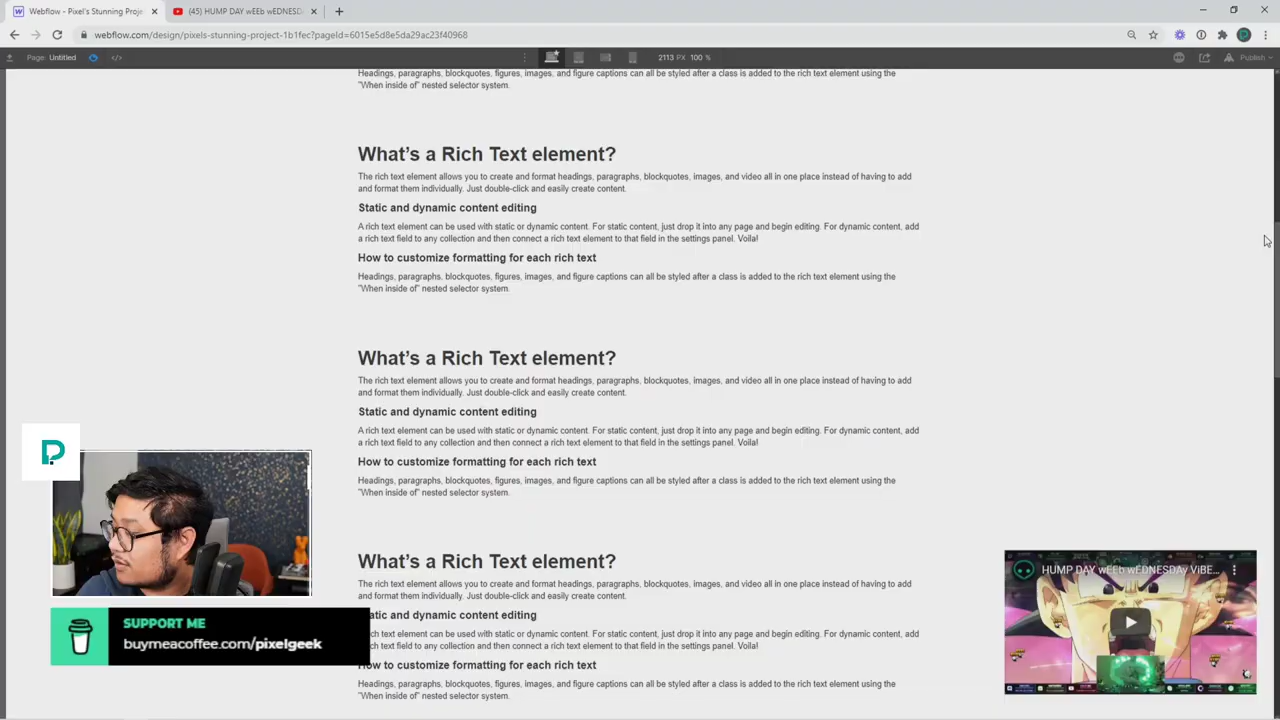 Webflow - Pixel's Stunning Proje
(45) HUMP DAY wEEb wEDNESD
webflow.com/design/pixels-stunning-project-1b1fec?pageId=6015e5d8e5da29ac23f40968
Page: Untitled
2113 PX 100 %
Publish
Headings, paragraphs, blockquotes, figures, images, and figure captions can all be styled after a class is added to the rich text element using the
"When inside of" nested selector system.
What’s a Rich Text element?
The rich text element allows you to create and format headings, paragraphs, blockquotes, images, and video all in one place instead of having to add
and format them individually. Just double-click and easily create content.
Static and dynamic content editing
A rich text element can be used with static or dynamic content. For static content, just drop it into any page and begin editing. For dynamic content, add
a rich text field to any collection and then connect a rich text element to that field in the settings panel. Voila!
How to customize formatting for each rich text
Headings, paragraphs, blockquotes, figures, images, and figure captions can all be styled after a class is added to the rich text element using the
"When inside of" nested selector system.
What’s a Rich Text element?
The rich text element allows you to create and format headings, paragraphs, blockquotes, images, and video all in one place instead of having to add
and format them individually. Just double-click and easily create content.
Static and dynamic content editing
A rich text element can be used with static or dynamic content. For static content, just drop it into any page and begin editing. For dynamic content, add
a rich text field to any collection and then connect a rich text element to that field in the settings panel. Voila!
How to customize formatting for each rich text
Headings, paragraphs, blockquotes, figures, images, and figure captions can all be styled after a class is added to the rich text element using the
"When inside of" nested selector system.
What’s a Rich Text element?
The rich text element allows you to create and format headings, paragraphs, blockquotes, images, and video all in one place instead of having to add
and format them individually. Just double-click and easily create content.
atic and dynamic content editing
ch text element can be used with static or dynamic content. For static content, just drop it into any page and begin editing. For dynamic content, add
h text field to any collection and then connect a rich text element to that field in the settings panel. Voila!
ow to customize formatting for each rich text
Headings, paragraphs, blockquotes, figures, images, and figure captions can all be styled after a class is added to the rich text element using the
"When inside of" nested selector system.
SUPPORT ME
buymeacoffee.com/pixelgeek
HUMP DAY wEEb wEDNESDAy ViBE...